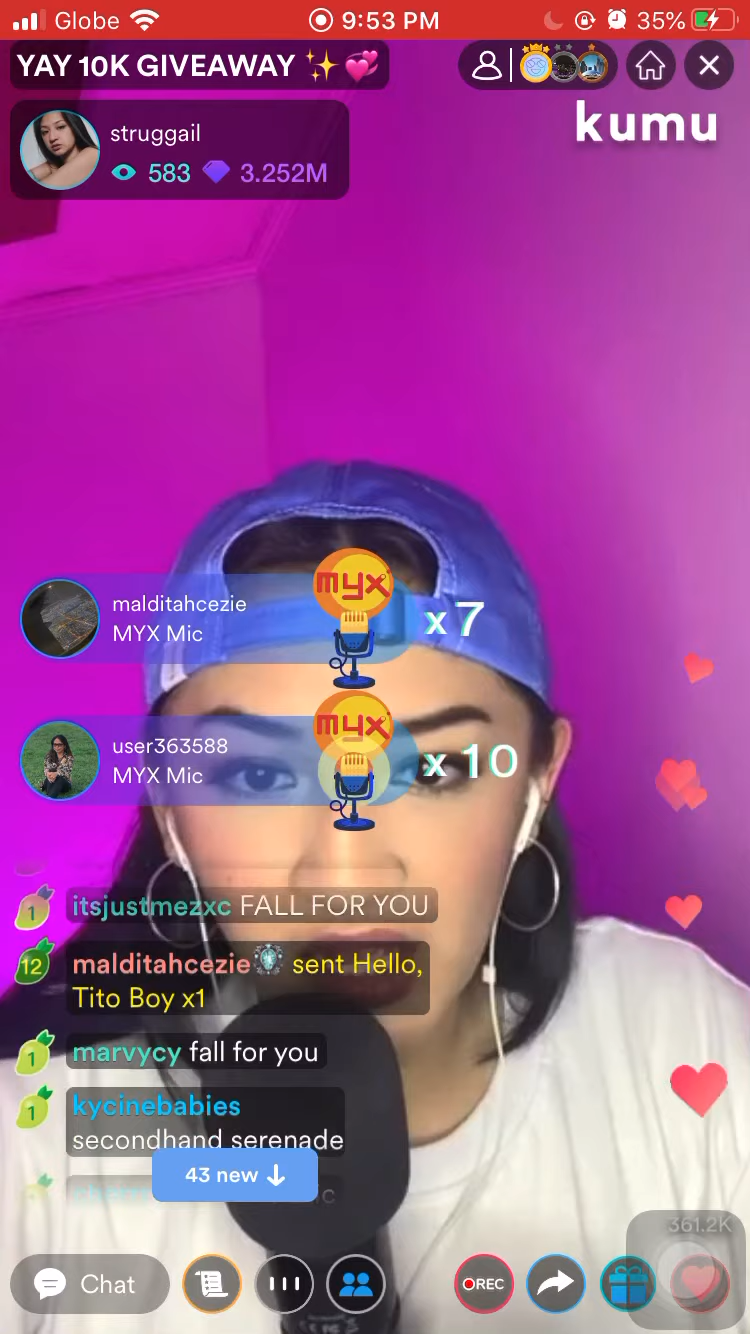 Globe 9:53 PM 35%
YAY 10K GIVEAWAY ✨💞
kumu
struggail
583 3.252M
malditahcezie
MYX Mic
myx
x 7
user363588
MYX Mic
myx
x 10
1 itsjustmezxc FALL FOR YOU
12 malditahcezie sent Hello,
Tito Boy x1
1 marvycy fall for you
1 kycinebabies
secondhand serenade
43 new ↓
361.2K
Chat
REC